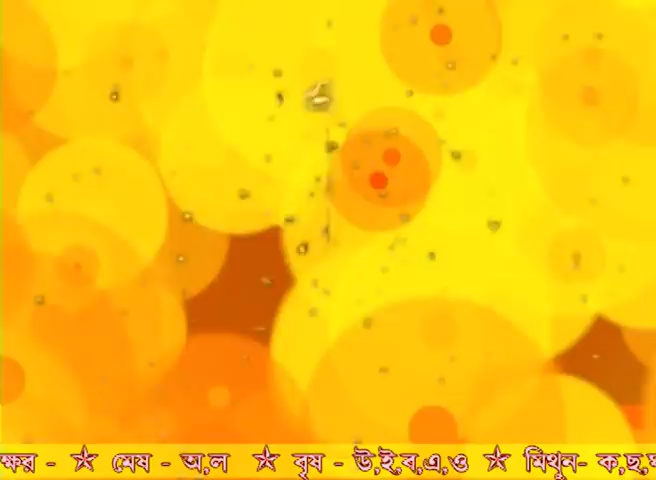 ক্ষর - ☆ মেষ - অ,ল ☆ বৃষ - উ,ই,ব,এ,ও ☆ মিথুন- ক,ছ,ঘ